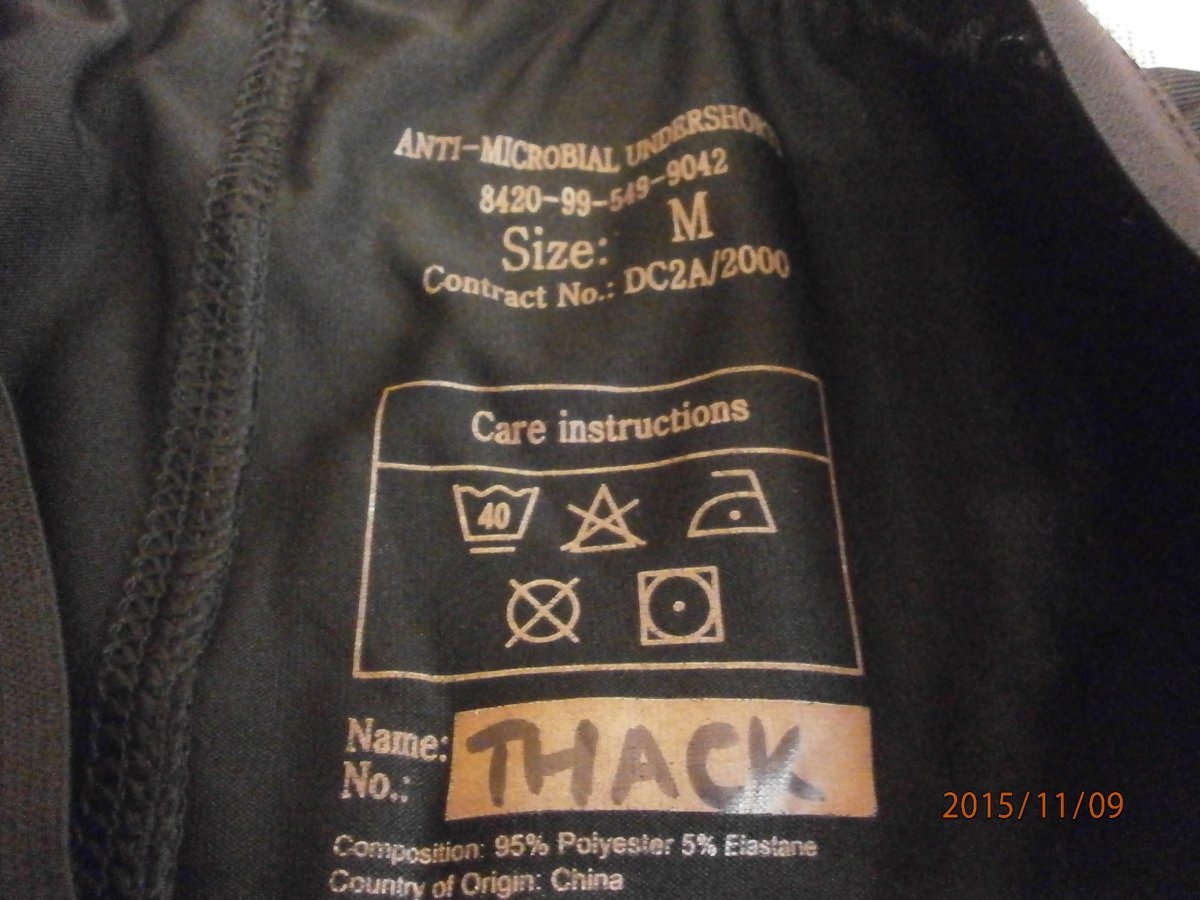 ANTI-MICROBIAL UNDERSHORTS
8420-99-549-9042
Size: M
Contract No.: DC2A/2000
Care instructions
40
Name: THACK
No.:
Composition: 95% Polyester 5% Elastane
Country of Origin: China
2015/11/09